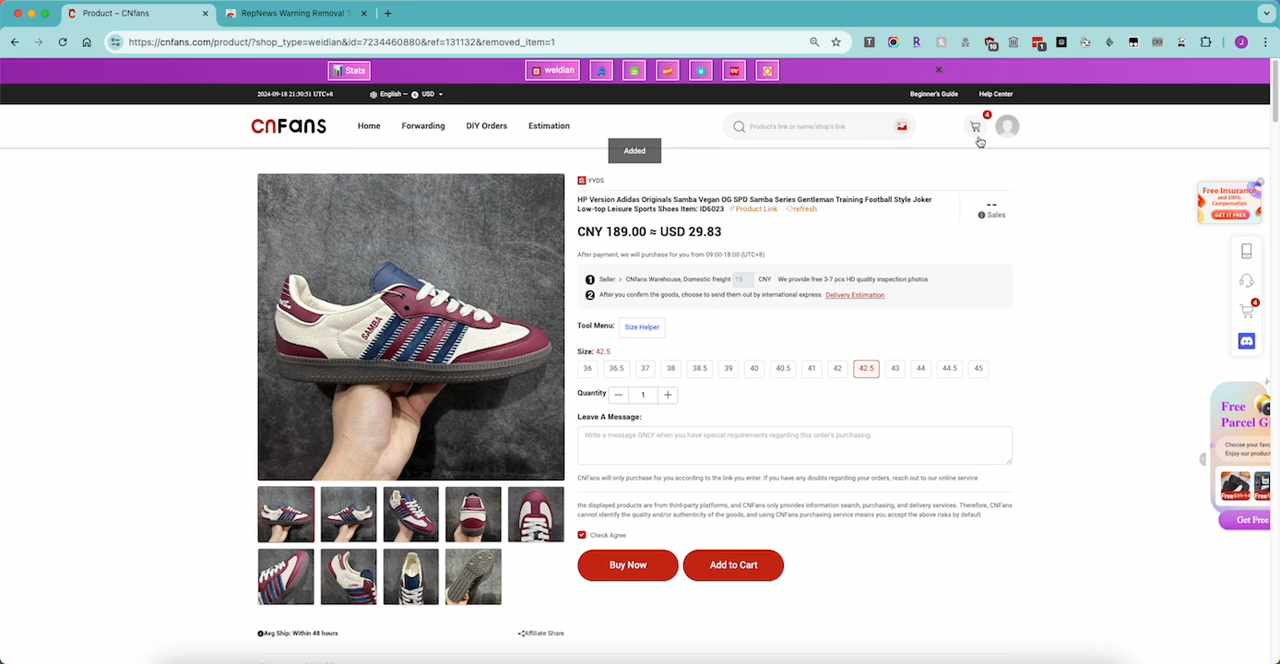 Product – CNfans
RepNews Warning Removal T
https://cnfans.com/product/?shop_type=weidian&id=7234460880&ref=131132&removed_item=1
Stats
weidian
2024-09-18 21:30:51 UTC+8
English — USD
Beginner's Guide
Help Center
CNFANS
Home
Forwarding
DIY Orders
Estimation
Product's link or name/shop's link
4
Added
YYDS
HP Version Adidas Originals Samba Vegan OG SPD Samba Series Gentleman Training Football Style Joker
Low-top Leisure Sports Shoes Item: ID6023 Product Link refresh
--
Sales
CNY 189.00 ≈ USD 29.83
After payment, we will purchase for you from 09:00-18:00 (UTC+8)
1 Seller > CNfans Warehouse, Domestic freight 15 CNY We provide free 3-7 pcs HD quality inspection photos
2 After you confirm the goods, choose to send them out by international express. Delivery Estimation
Tool Menu: Size Helper
Size: 42.5
36 36.5 37 38 38.5 39 40 40.5 41 42 42.5 43 44 44.5 45
Quantity − 1 +
Leave A Message:
Write a message ONLY when you have special requirements regarding this order's purchasing.
CNFans will only purchase for you according to the link you enter. If you have any doubts regarding your orders, reach out to our online service
the displayed products are from third-party platforms, and CNFans only provides information search, purchasing, and delivery services. Therefore, CNFans
cannot identify the quality and/or authenticity of the goods, and using CNFans purchasing service means you accept the above risks by default
Check Agree
Buy Now
Add to Cart
SAMBA
Avg Ship: Within 48 hours
Affiliate Share
Free Insurance
and 100%
Compensation
GET IT FREE
4
Free
Parcel G
Choose your favo
Enjoy our product
Get Free